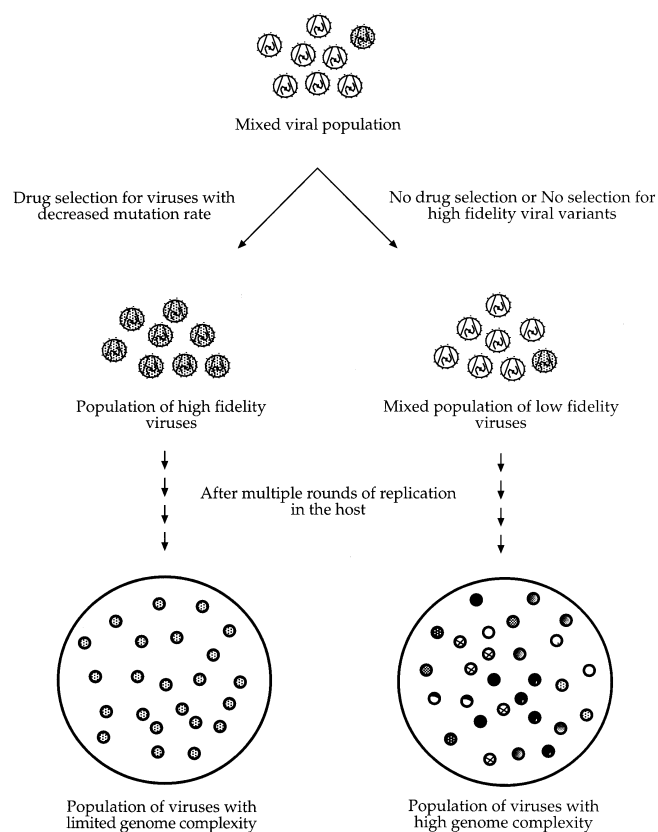 Mixed viral population
Drug selection for viruses with
decreased mutation rate
No drug selection or No selection for
high fidelity viral variants
Population of high fidelity
viruses
Mixed population of low fidelity
viruses
After multiple rounds of replication
in the host
Population of viruses with
limited genome complexity
Population of viruses with
high genome complexity